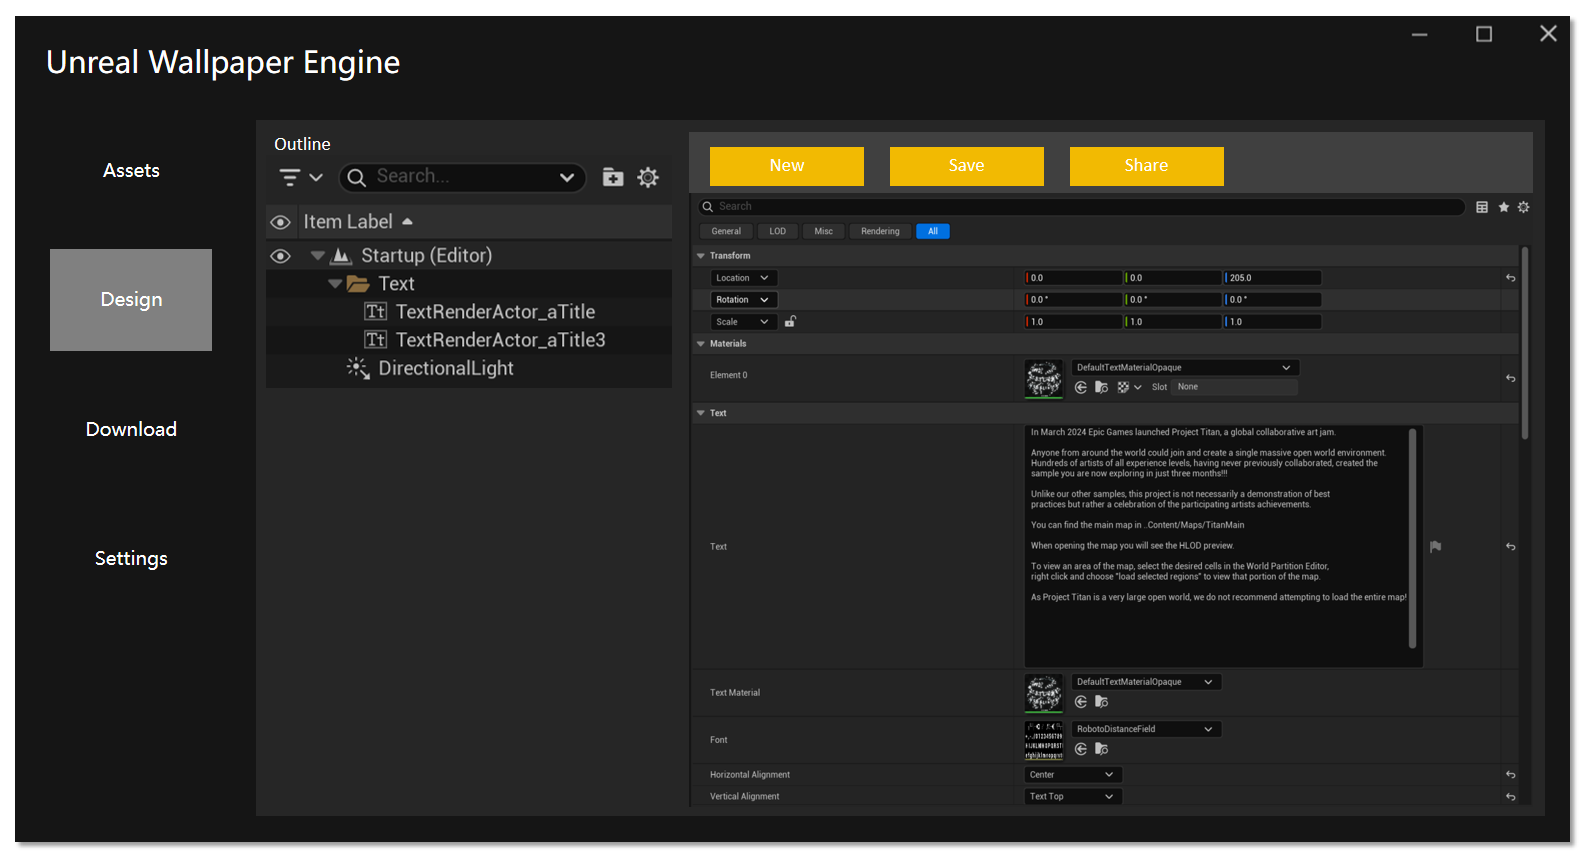 Unreal Wallpaper Engine
Assets
Design
Download
Settings
Outline
Search...
Item Label
Startup (Editor)
Text
TextRenderActor_aTitle
TextRenderActor_aTitle3
DirectionalLight
New Save Share
Search
General LOD Misc Rendering All
Transform
Location 0.0 0.0 205.0
Rotation 0.0 ° 0.0 ° 0.0 °
Scale 1.0 1.0 1.0
Materials
Element 0
DefaultTextMaterialOpaque
Slot None
Text
In March 2024 Epic Games launched Project Titan, a global collaborative art jam.
Anyone from around the world could join and create a single massive open world environment.
Hundreds of artists of all experience levels, having never previously collaborated, created the
sample you are now exploring in just three months!!!
Unlike our other samples, this project is not necessarily a demonstration of best
practices but rather a celebration of the participating artists achievements.
You can find the main map in ..Content/Maps/TitanMain
Text
When opening the map you will see the HLOD preview.
To view an area of the map, select the desired cells in the World Partition Editor,
right click and choose "load selected regions" to view that portion of the map.
As Project Titan is a very large open world, we do not recommend attempting to load the entire map!
Text Material
DefaultTextMaterialOpaque
Font
RobotoDistanceField
Horizontal Alignment Center
Vertical Alignment Text Top